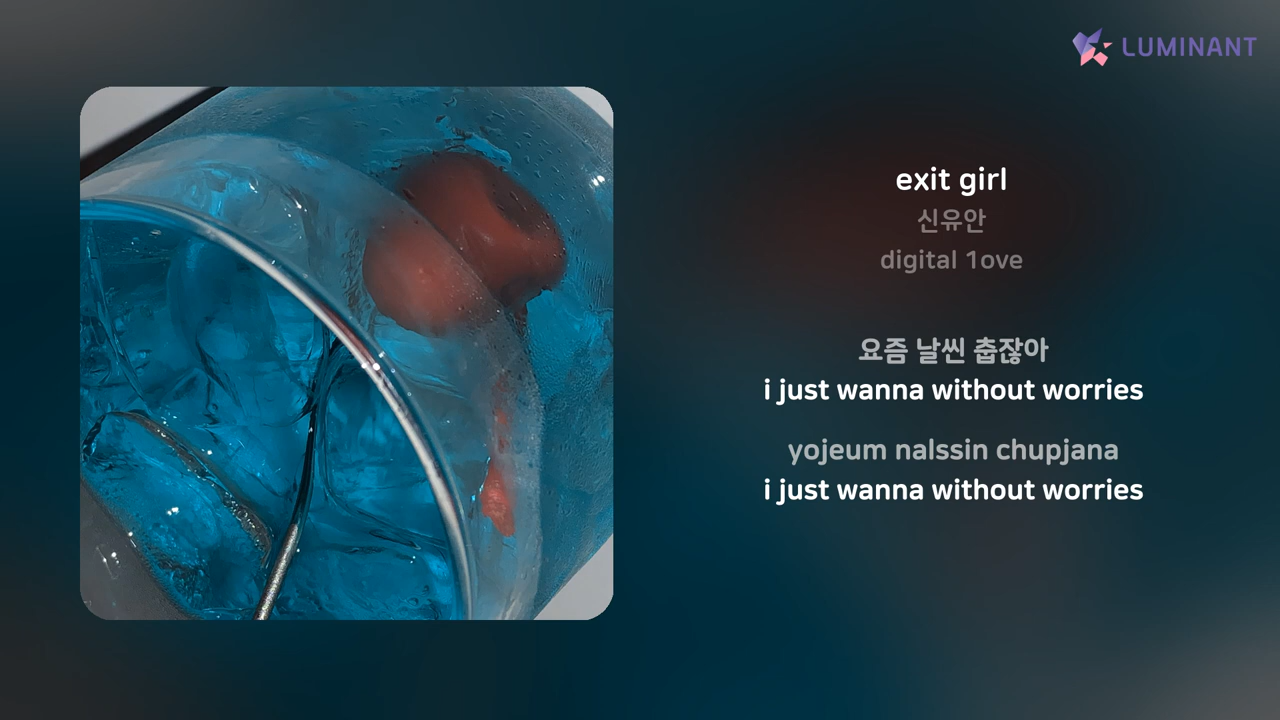 LUMINANT
exit girl
신유안
digital 1ove
요즘 날씬 춥잖아
i just wanna without worries
yojeum nalssin chupjana
i just wanna without worries